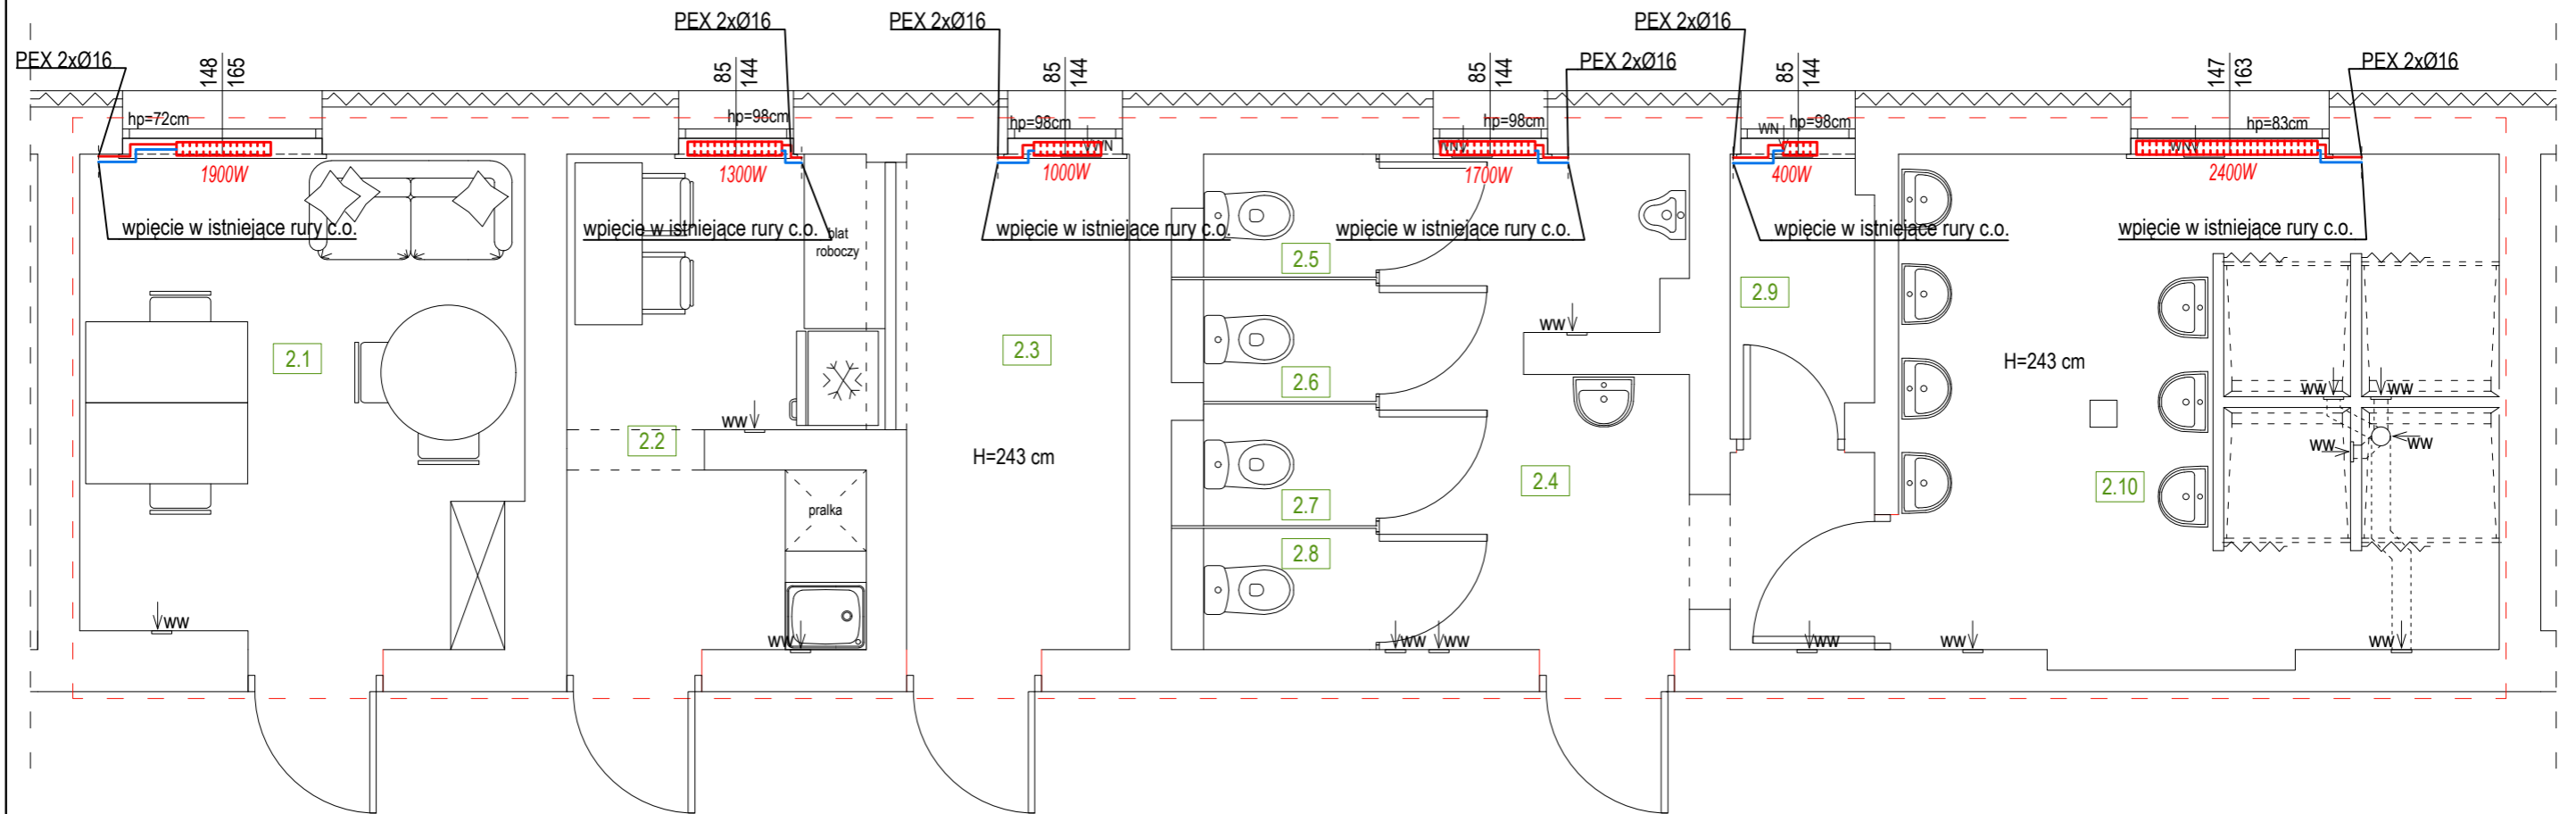 PEX 2xØ16
PEX 2xØ16
PEX 2xØ16
PEX 2xØ16
PEX 2xØ16
PEX 2xØ16
148
165
85
144
85
144
85
144
85
144
147
163
hp=72cm
hp=98cm
hp=98cm
hp=98cm
hp=98cm
hp=83cm
WN
WN
WN
WN
1900W
1300W
1000W
1700W
400W
2400W
wpięcie w istniejące rury c.o.
wpięcie w istniejące rury c.o.
wpięcie w istniejące rury c.o.
wpięcie w istniejące rury c.o.
wpięcie w istniejące rury c.o.
wpięcie w istniejące rury c.o.
blat
roboczy
2.5
2.9
WW
2.1
2.3
2.6
H=243 cm
WW
WW
WW
2.2
WW
WW
H=243 cm
2.4
2.10
2.7
pralka
2.8
WW
WW
WW
WW
WW
WW
WW